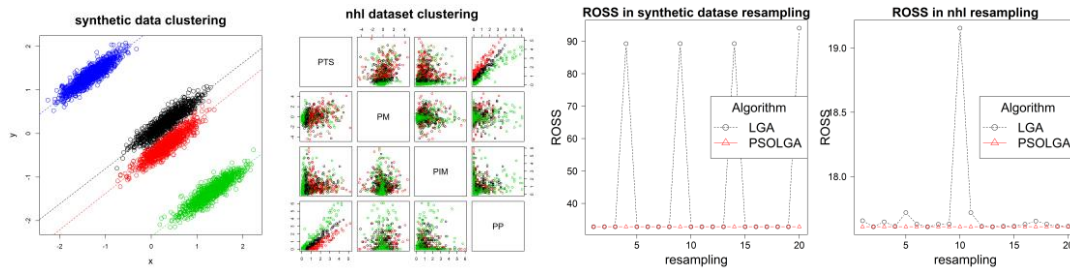 synthetic data clustering
y
2
1
0
-1
-2
-2
-1
0
1
2
x
nhl dataset clustering
PTS
PM
PIM
PP
ROSS in synthetic datase resampling
ROSS
90
80
70
60
50
40
5
10
15
20
resampling
Algorithm
LGA
PSOLGA
ROSS in nhl resampling
ROSS
19.0
18.5
18.0
5
10
15
20
resampling
Algorithm
LGA
PSOLGA